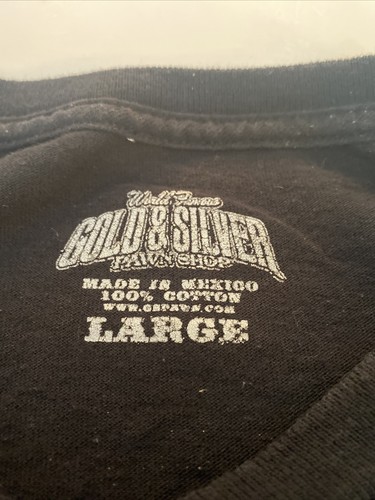 World Famous
GOLD & SILVER
PAWN SHOP
MADE IN MEXICO
100% COTTON
WWW.GSPAWN.COM
LARGE